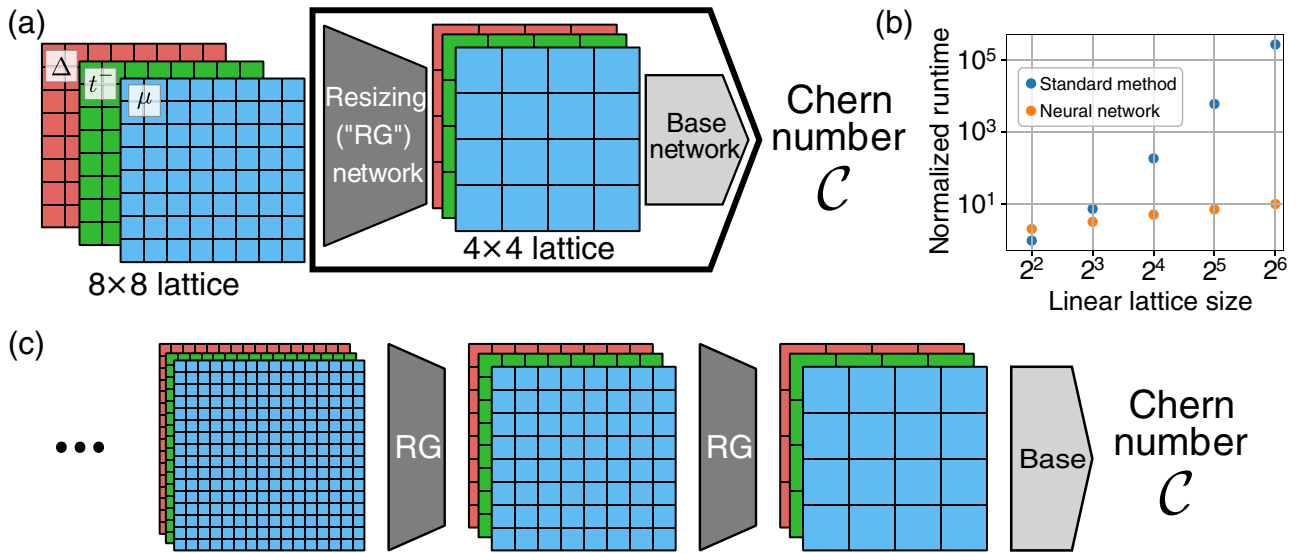 (a)
Δ
t⁻
μ
8×8 lattice
Resizing
("RG")
network
4×4 lattice
Base
network
Chern
number
𝒞
(b)
Normalized runtime
10⁵
10³
10¹
Standard method
Neural network
2² 2³ 2⁴ 2⁵ 2⁶
Linear lattice size
(c)
•••
RG
RG
Base
Chern
number
𝒞